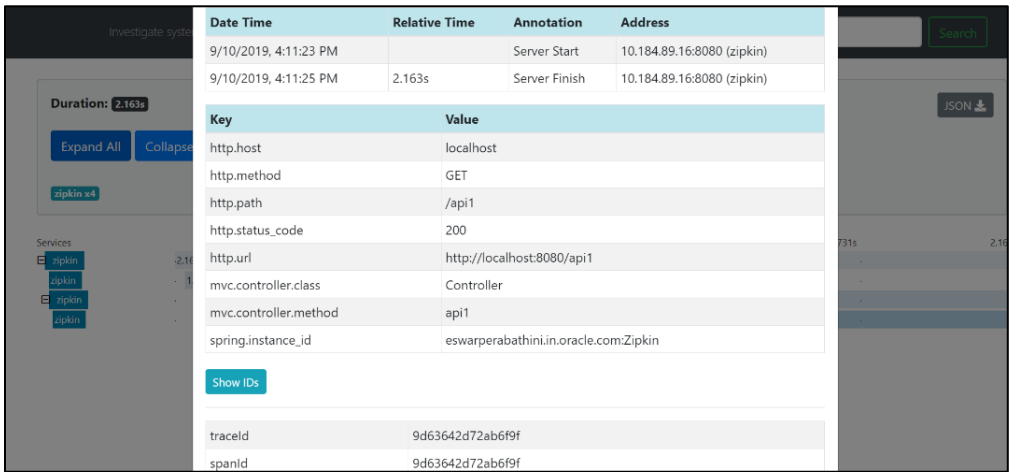 Date Time Relative Time Annotation Address
Investigate syste
Search
9/10/2019, 4:11:23 PM Server Start 10.184.89.16:8080 (zipkin)
9/10/2019, 4:11:25 PM 2.163s Server Finish 10.184.89.16:8080 (zipkin)
Duration: 2.163s
JSON
Key Value
Expand All Collapse
http.host localhost
http.method GET
zipkin x4
http.path /api1
http.status_code 200
Services
731s 2.16
http.url http://localhost:8080/api1
zipkin 2.16
mvc.controller.class Controller
zipkin 1
mvc.controller.method api1
zipkin
zipkin
spring.instance_id eswarperabathini.in.oracle.com:Zipkin
Show IDs
traceId 9d63642d72ab6f9f
spanId 9d63642d72ab6f9f